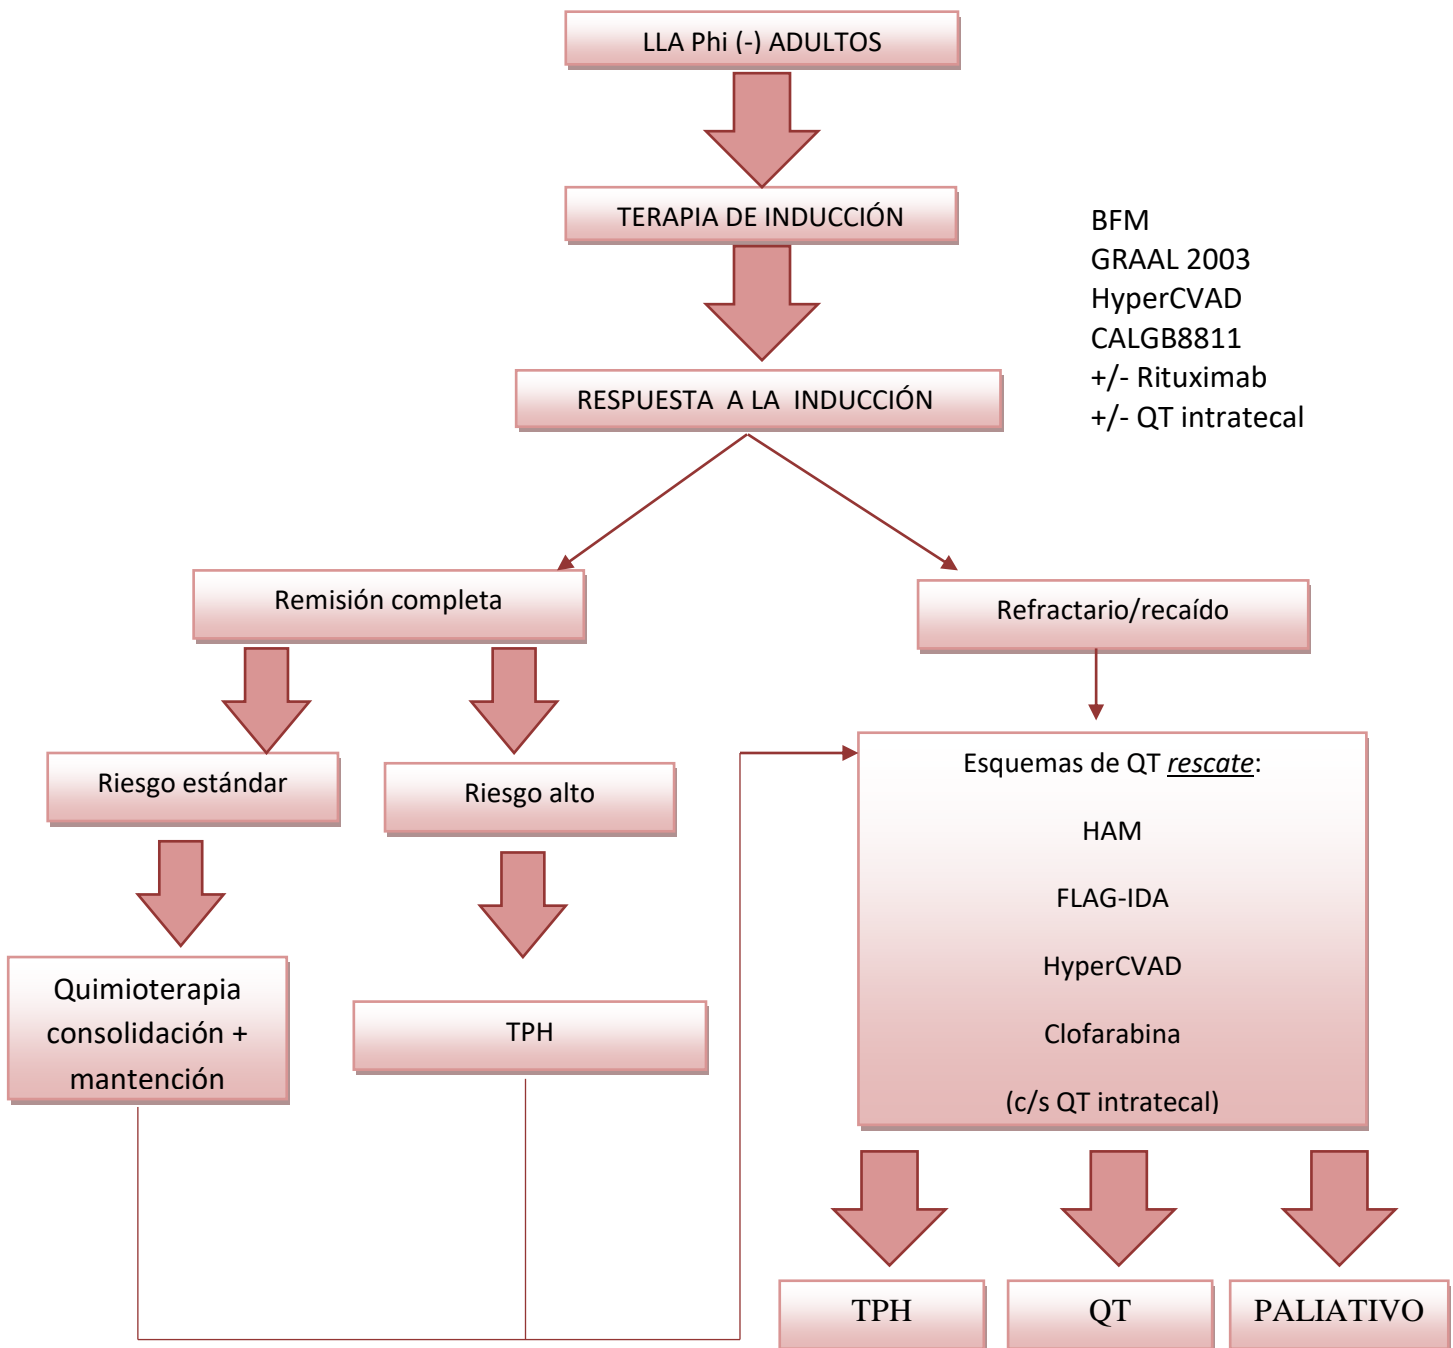 LLA Phi (-) ADULTOS
TERAPIA DE INDUCCIÓN
BFM
GRAAL 2003
HyperCVAD
CALGB8811
+/- Rituximab
+/- QT intratecal
RESPUESTA A LA INDUCCIÓN
Remisión completa
Refractario/recaído
Riesgo estándar
Riesgo alto
Quimioterapia
consolidación +
mantención
TPH
Esquemas de QT rescate:
HAM
FLAG-IDA
HyperCVAD
Clofarabina
(c/s QT intratecal)
TPH
QT
PALIATIVO